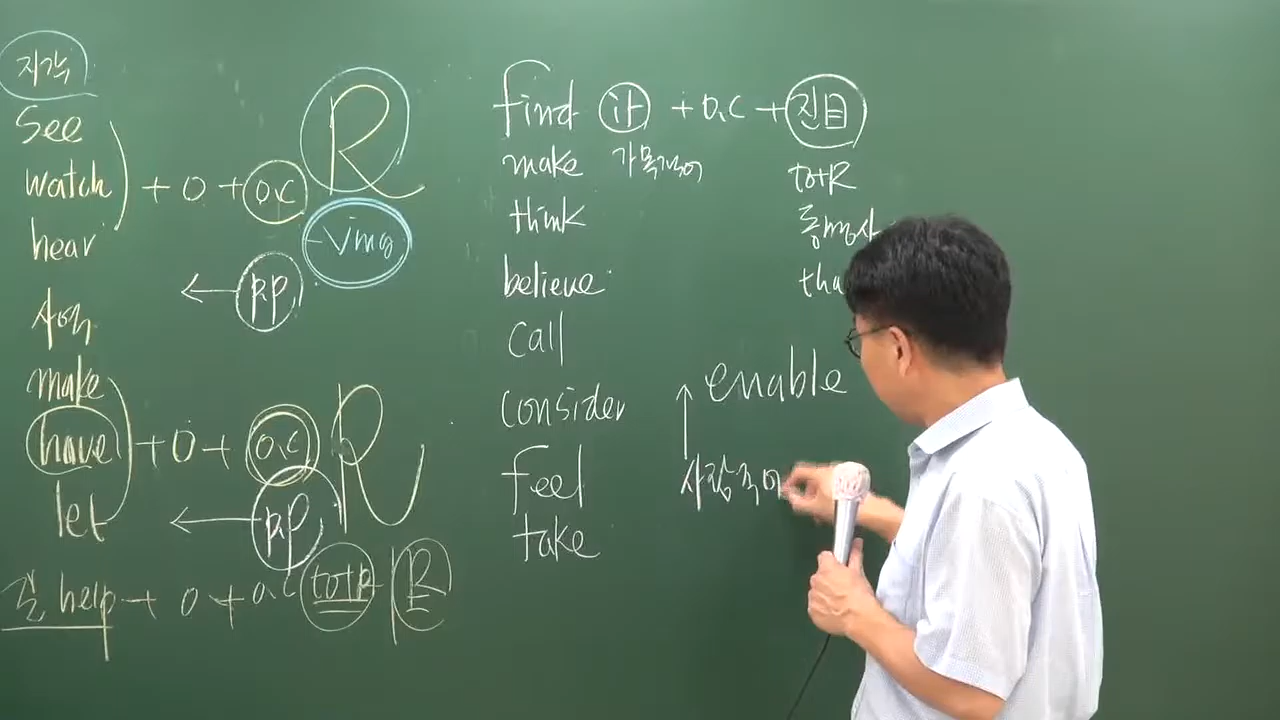 지각
see
watch
hear
+ O + O.C R
-Ving
← p.p
사역
make
have
let
+ O + O.C R
← p.p
준 help + O + O.C to+R R
find it + O.C + 진目
make 가목적어 to+R
think 동명사
believe tha
call
consider
feel
take
enable
↑
사람주어